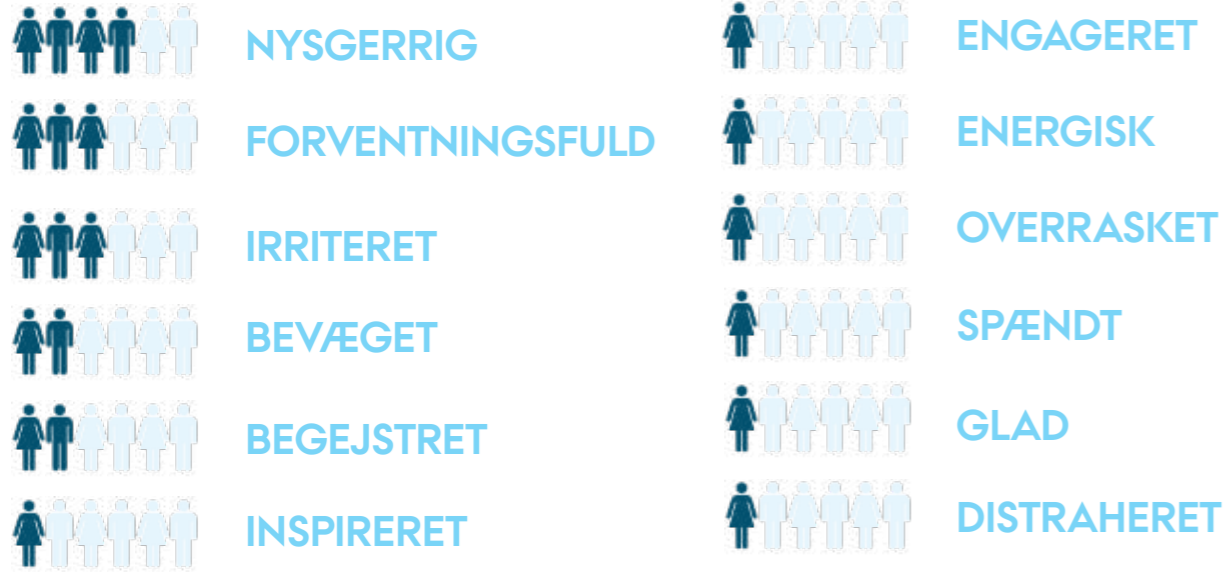 NYSGERRIG
FORVENTNINGSFULD
IRRITERET
BEVÆGET
BEGEJSTRET
INSPIRERET
ENGAGERET
ENERGISK
OVERRASKET
SPÆNDT
GLAD
DISTRAHERET